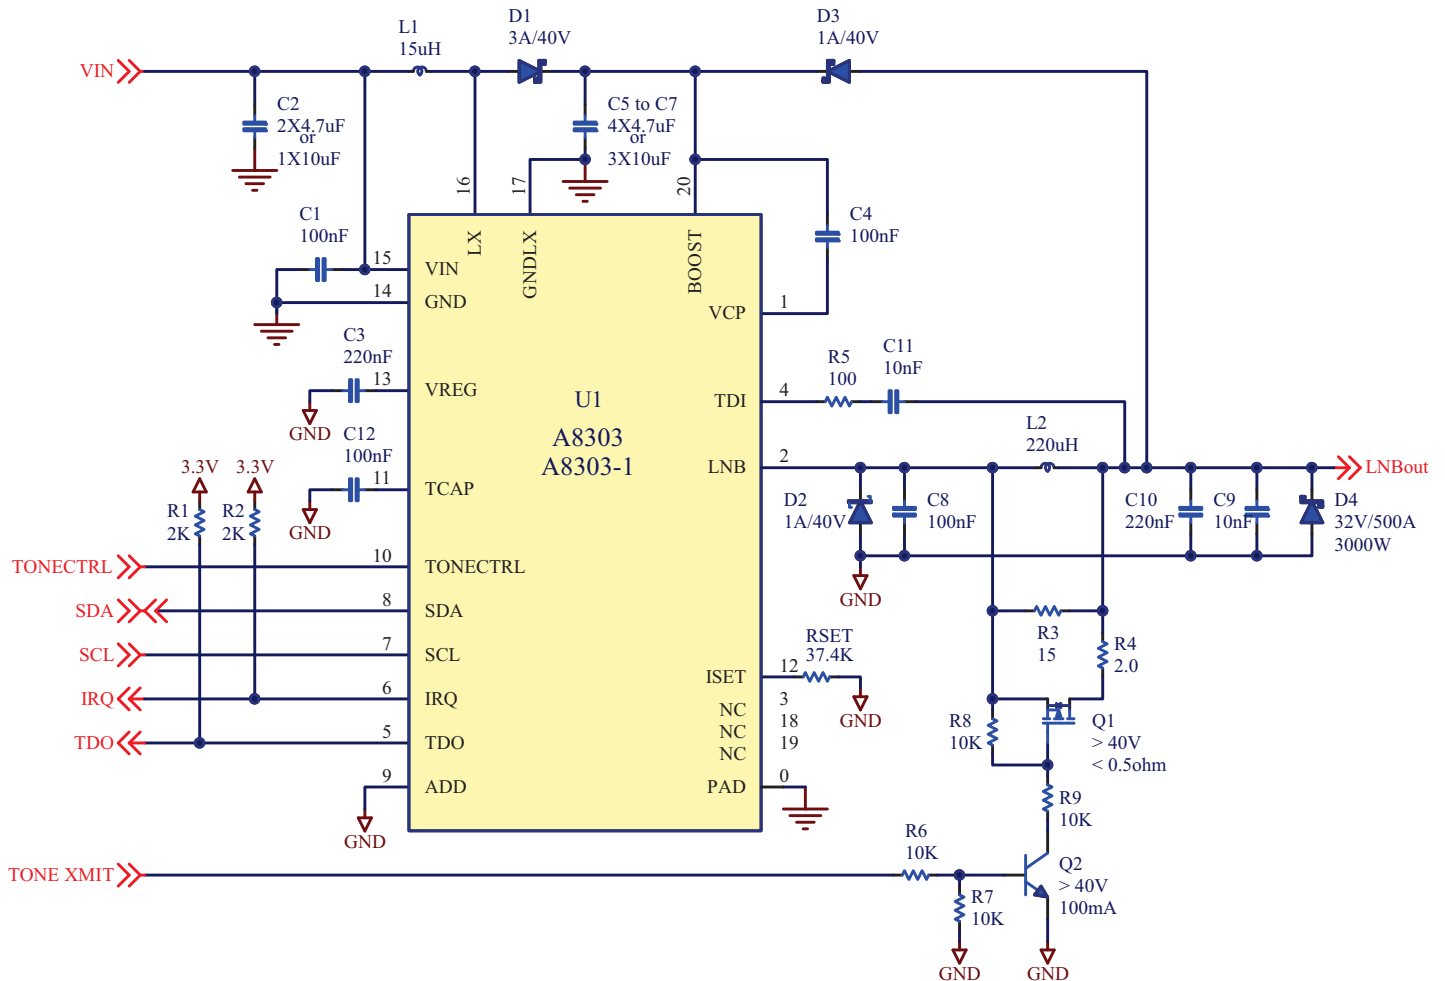 L1
15uH
D1
3A/40V
D3
1A/40V
VIN
C2
2X4.7uF
or
1X10uF
C5 to C7
4X4.7uF
or
3X10uF
16
17
20
C1
100nF
C4
100nF
LX
GNDLX
BOOST
15
VIN
14
GND
VCP
1
C3
220nF
13
VREG
GND
U1
A8303
A8303-1
R5
100
C11
10nF
TDI
4
C12
100nF
11
TCAP
GND
LNB
2
L2
220uH
LNBout
3.3V
3.3V
R1
2K
R2
2K
D2
1A/40V
C8
100nF
C10
220nF
C9
10nF
D4
32V/500A
3000W
GND
TONECTRL
10
TONECTRL
SDA
8
SDA
SCL
7
SCL
IRQ
6
IRQ
TDO
5
TDO
9
ADD
GND
RSET
37.4K
ISET
12
GND
NC
3
NC
18
NC
19
PAD
0
R3
15
R4
2.0
R8
10K
Q1
> 40V
< 0.5ohm
R9
10K
TONE XMIT
R6
10K
R7
10K
Q2
> 40V
100mA
GND
GND